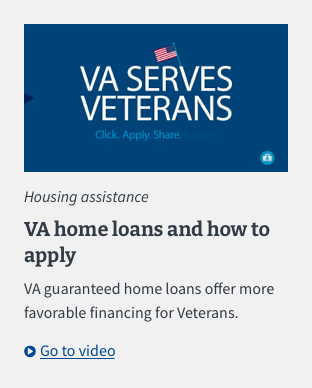 VA SERVES
VETERANS
Click. Apply. Share. Explore.
Housing assistance
VA home loans and how to
apply
VA guaranteed home loans offer more
favorable financing for Veterans.
Go to video